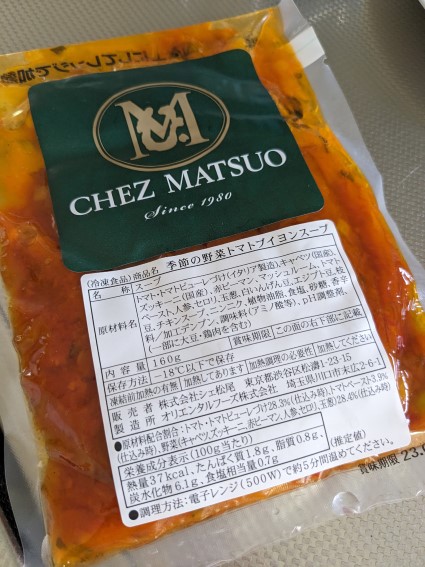 M
CHEZ MATSUO
Since 1980
(冷凍食品) 商品名 季節の野菜トマトブイヨンスープ
名称 スープ
原材料名 トマト・トマトピューレづけ(イタリア製造)、キャベツ(国産)、
ズッキーニ(国産)、赤ピーマン、マッシュルーム、トマト
ペースト、人参、セロリ、玉葱、白いんげん豆、エジプト豆、枝
豆、チキンスープ、ニンニク、植物油脂、食塩、砂糖、香辛
料/加工デンプン、調味料(アミノ酸等)、pH調整剤、
(一部に大豆・鶏肉を含む)
内容量 160g 賞味期限 この面の右下部に記載
保存方法 -18℃以下で保存
凍結前加熱の有無 加熱してあります 加熱調理の必要性 加熱してください
販売者 株式会社シェ松尾 東京都渋谷区松濤1-23-15
製造所 オリエンタルフーズ株式会社 埼玉県川口市末広2-6-1
●原材料配合割合:トマト・トマトピューレづけ28.3%(仕込み時)、トマトペースト3.9%
(仕込み時)、野菜(キャベツ、ズッキーニ、赤ピーマン、人参、セロリ、玉葱)28.4%(仕込み時)
栄養成分表示(100g当たり)
熱量37kcal、たんぱく質1.8g、脂質0.8g、
炭水化物6.1g、食塩相当量0.7g (推定値)
●調理方法:電子レンジ(500W)で約5分間温めてください。
賞味期限 23.